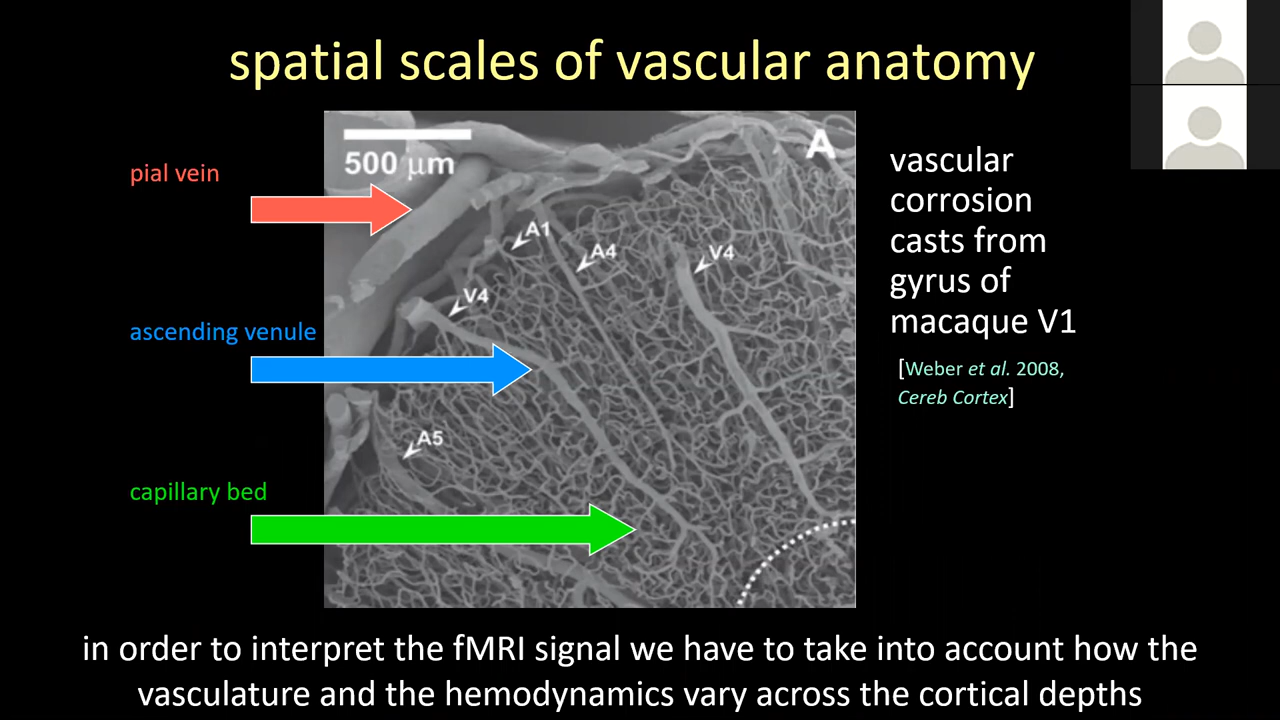 spatial scales of vascular anatomy
500 μm
A
pial vein
A1
A4
V4
V4
ascending venule
A5
capillary bed
vascular
corrosion
casts from
gyrus of
macaque V1
[Weber et al. 2008,
Cereb Cortex]
in order to interpret the fMRI signal we have to take into account how the
vasculature and the hemodynamics vary across the cortical depths